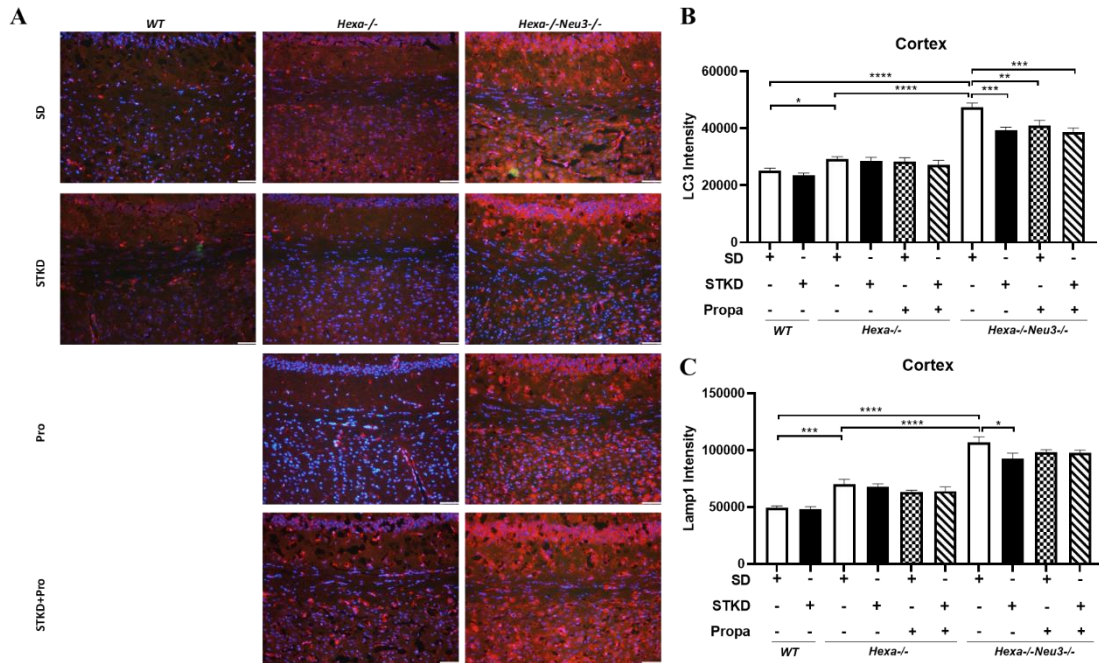 A
WT Hexa-/- Hexa-/-Neu3-/-
SD
STKD
Pro
STKD+Pro
B
Cortex
LC3 Intensity
60000
40000
20000
0
* **** **** *** ** ***
SD + - + - + - + - + -
STKD - + - + - + - + - +
Propa - - - - + + - - + +
WT Hexa-/- Hexa-/-Neu3-/-
C
Cortex
Lamp1 Intensity
150000
100000
50000
0
*** **** **** *
SD + - + - + - + - + -
STKD - + - + - + - + - +
Propa - - - - + + - - + +
WT Hexa-/- Hexa-/-Neu3-/-